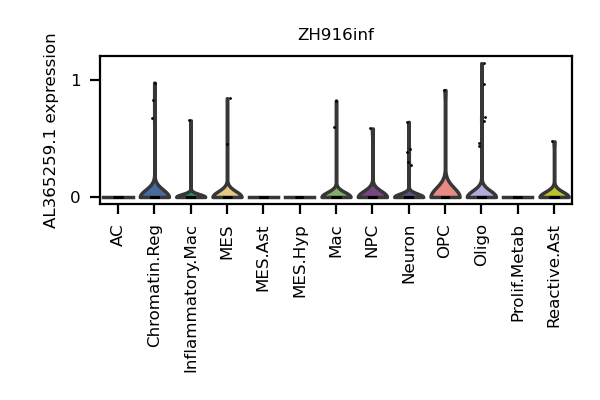 ZH916inf
AL365259.1 expression
1
0
AC
Chromatin.Reg
Inflammatory.Mac
MES
MES.Ast
MES.Hyp
Mac
NPC
Neuron
OPC
Oligo
Prolif.Metab
Reactive.Ast